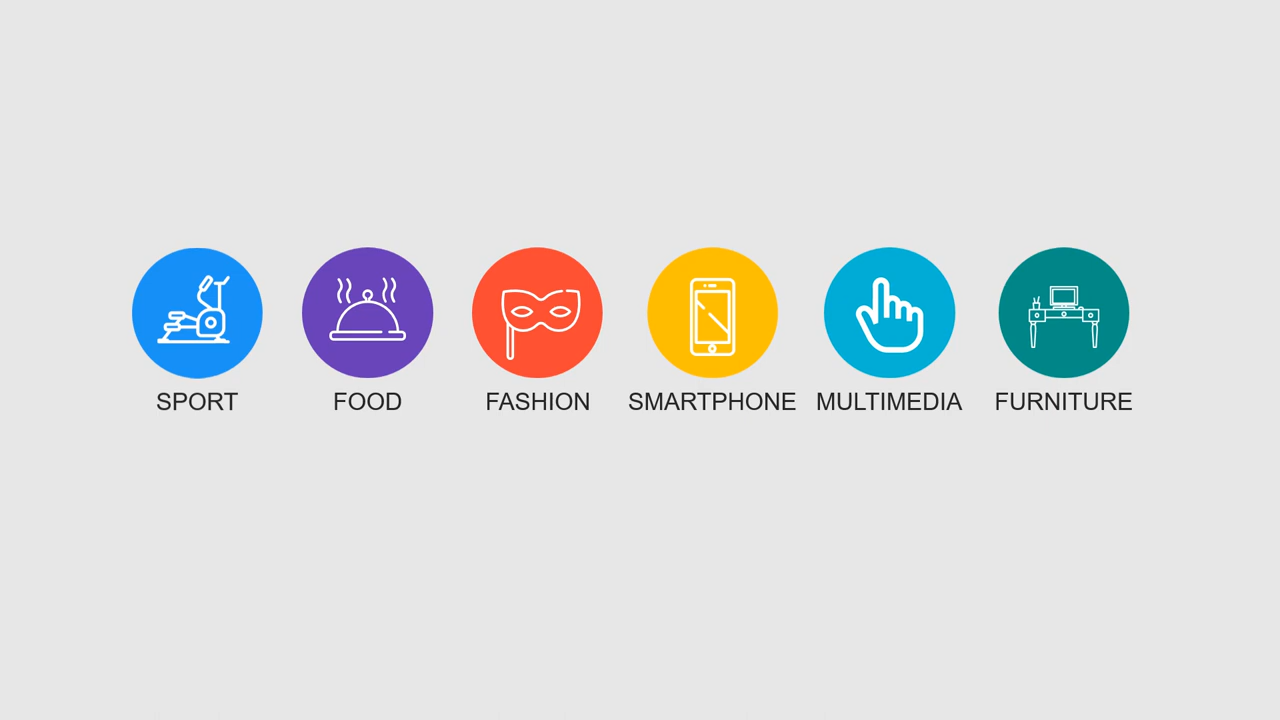 SPORT
FOOD
FASHION
SMARTPHONE
MULTIMEDIA
FURNITURE